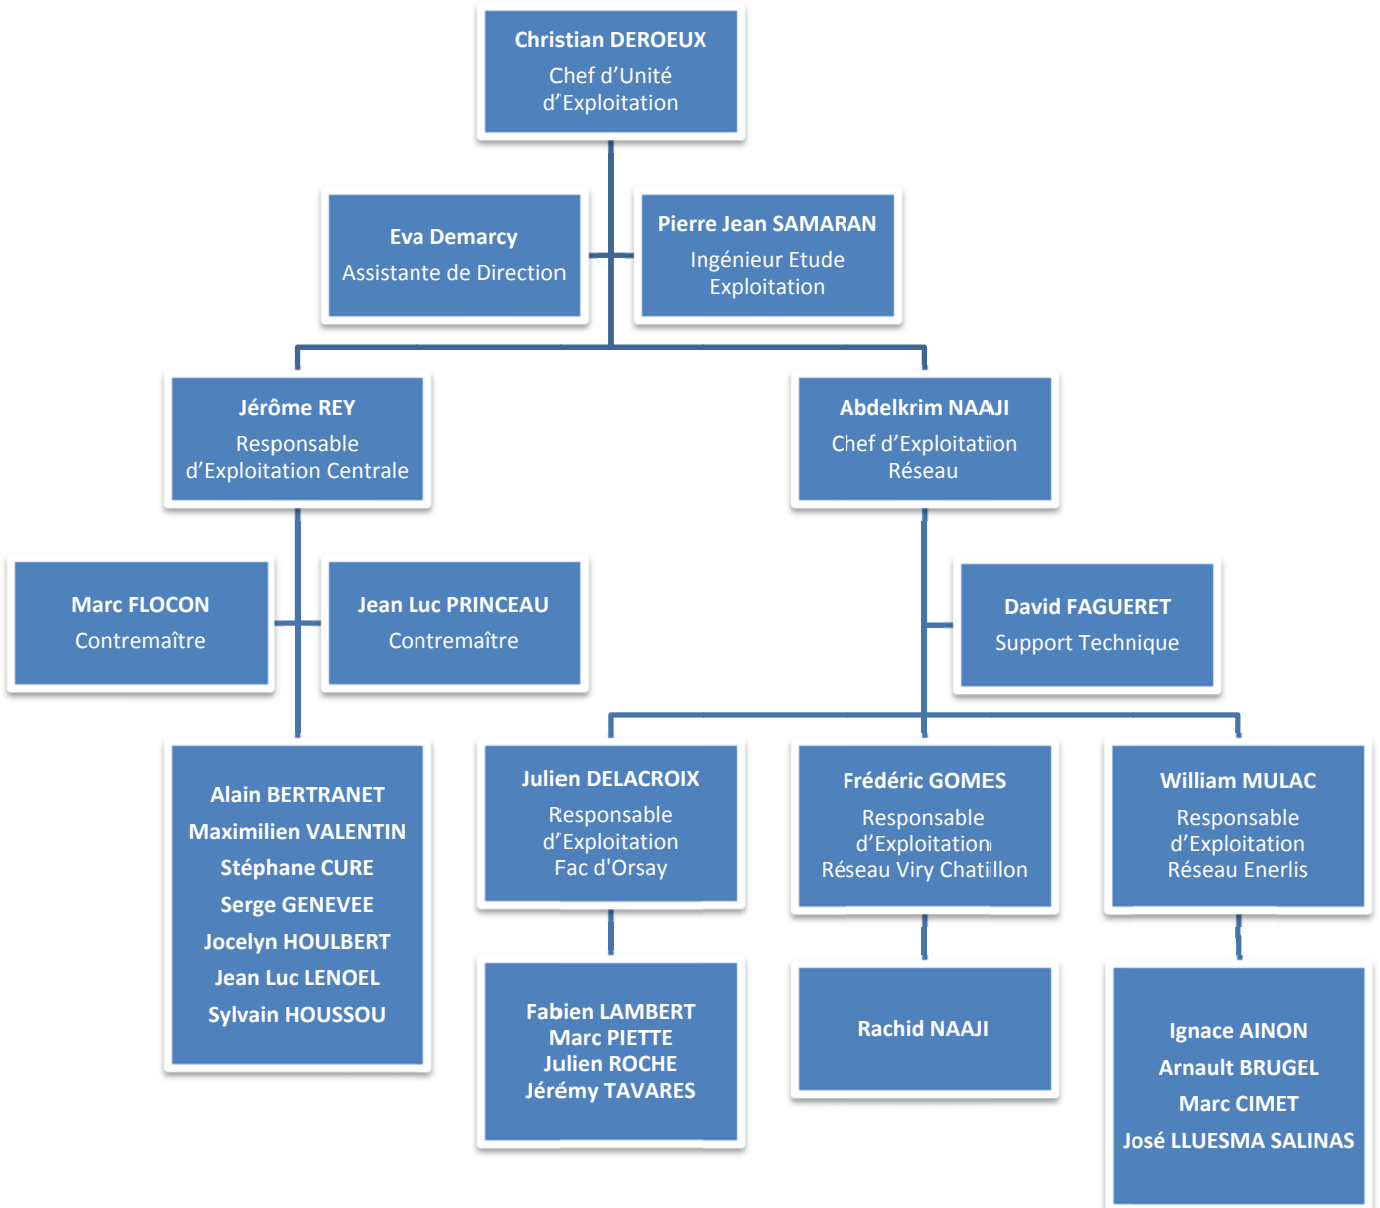 Christian DEROEUX
Chef d’Unité
d’Exploitation
Eva Demarcy
Assistante de Direction
Pierre Jean SAMARAN
Ingénieur Etude
Exploitation
Jérôme REY
Responsable
d’Exploitation Centrale
Abdelkrim NAAJI
Chef d’Exploitation
Réseau
Marc FLOCON
Contremaître
Jean Luc PRINCEAU
Contremaître
David FAGUERET
Support Technique
Alain BERTRANET
Maximilien VALENTIN
Stéphane CURE
Serge GENEVEE
Jocelyn HOULBERT
Jean Luc LENOEL
Sylvain HOUSSOU
Julien DELACROIX
Responsable
d’Exploitation
Fac d'Orsay
Frédéric GOMES
Responsable
d’Exploitation
Réseau Viry Chatillon
William MULAC
Responsable
d’Exploitation
Réseau Enerlis
Fabien LAMBERT
Marc PIETTE
Julien ROCHE
Jérémy TAVARES
Rachid NAAJI
Ignace AINON
Arnault BRUGEL
Marc CIMET
José LLUESMA SALINAS